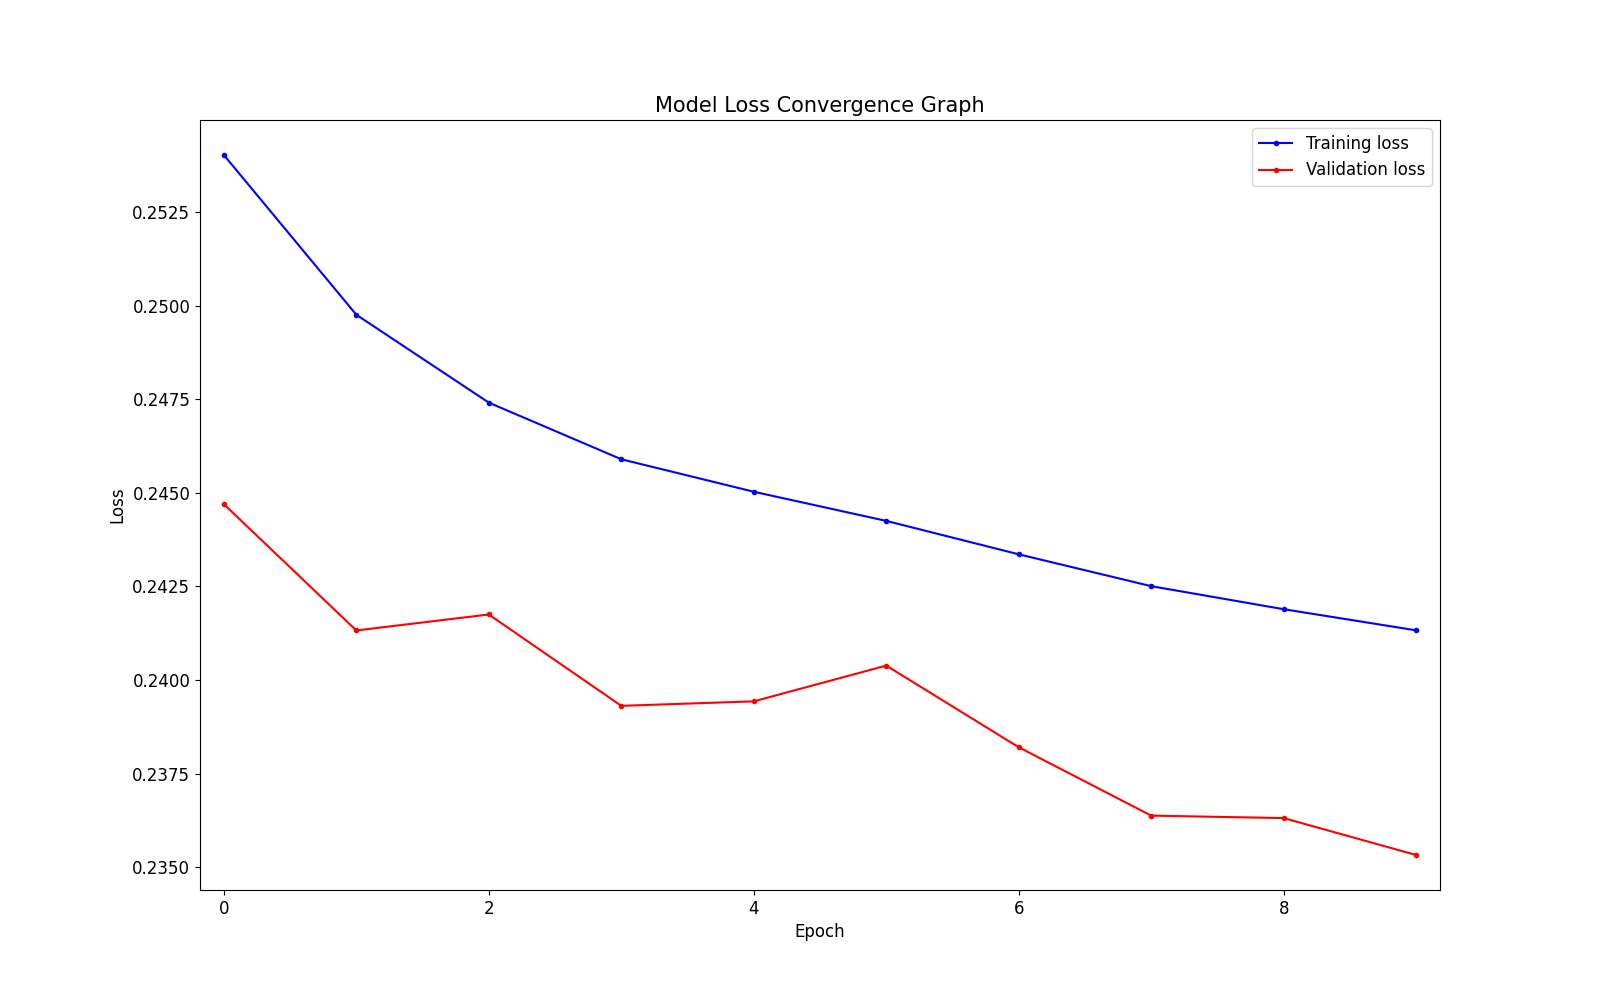 Model Loss Convergence Graph
Training loss
Validation loss
0.2525
0.2500
0.2475
0.2450
0.2425
0.2400
0.2375
0.2350
Loss
0 2 4 6 8
Epoch